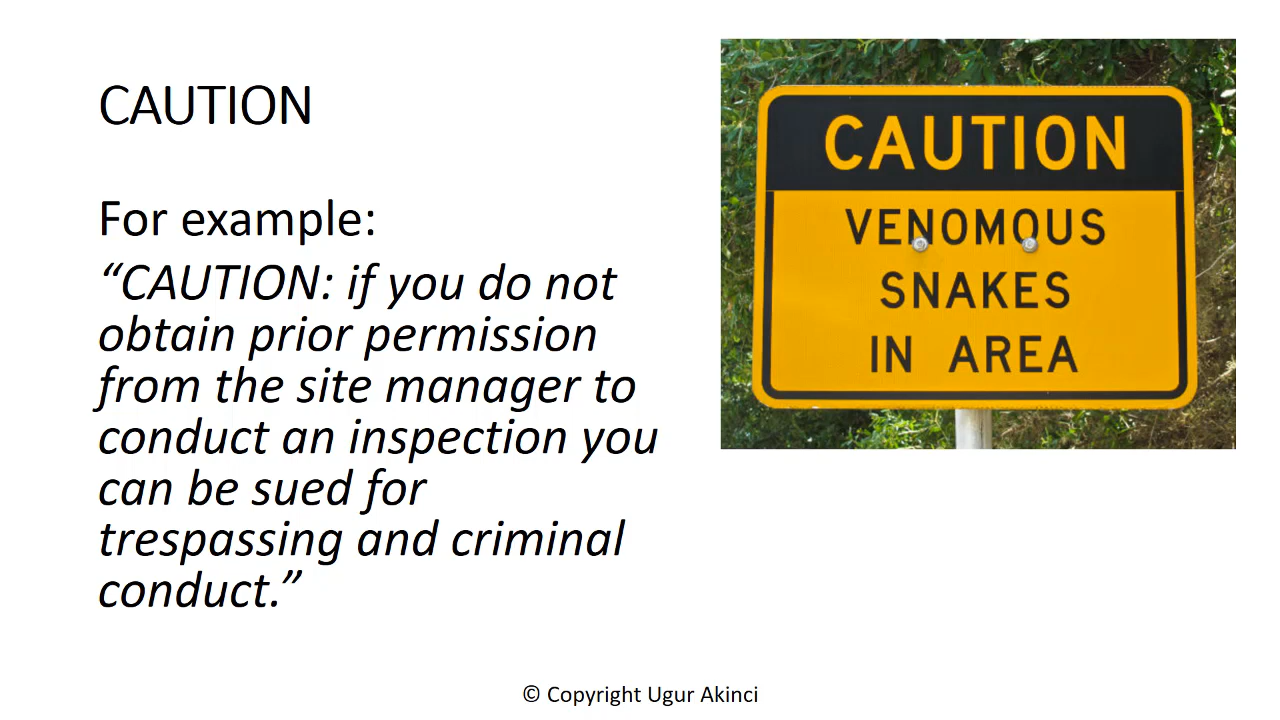 CAUTION
For example:
“CAUTION: if you do not
obtain prior permission
from the site manager to
conduct an inspection you
can be sued for
trespassing and criminal
conduct.”
CAUTION
VENOMOUS
SNAKES
IN AREA
© Copyright Ugur Akinci